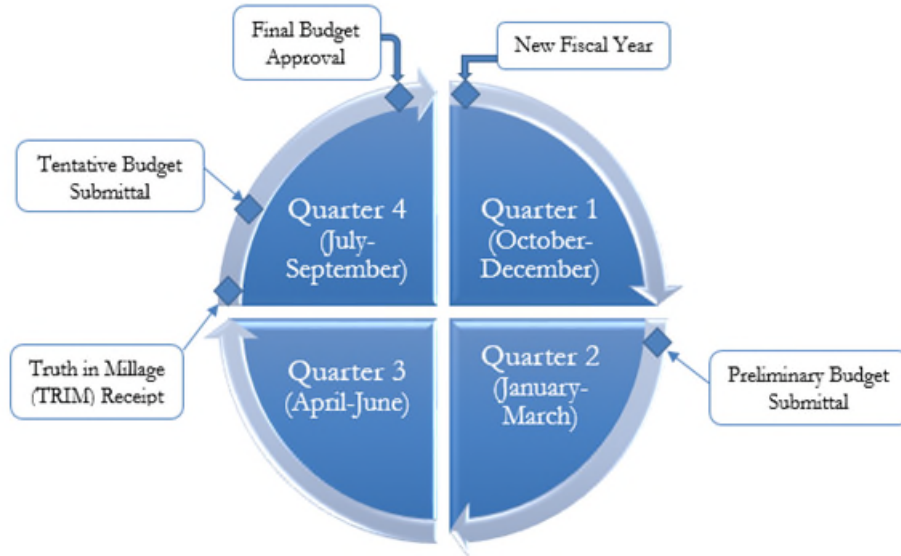 Final Budget
Approval
New Fiscal Year
Tentative Budget
Submittal
Quarter 4
(July-
September)
Quarter 1
(October-
December)
Truth in Millage
(TRIM) Receipt
Quarter 3
(April-June)
Quarter 2
(January-
March)
Preliminary Budget
Submittal